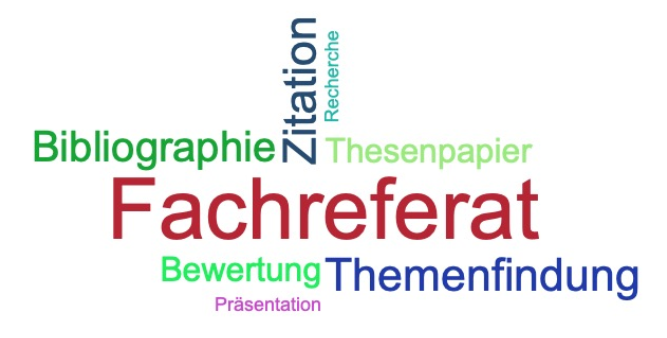 Zitation
Recherche
Bibliographie
Thesenpapier
Fachreferat
Bewertung
Themenfindung
Präsentation